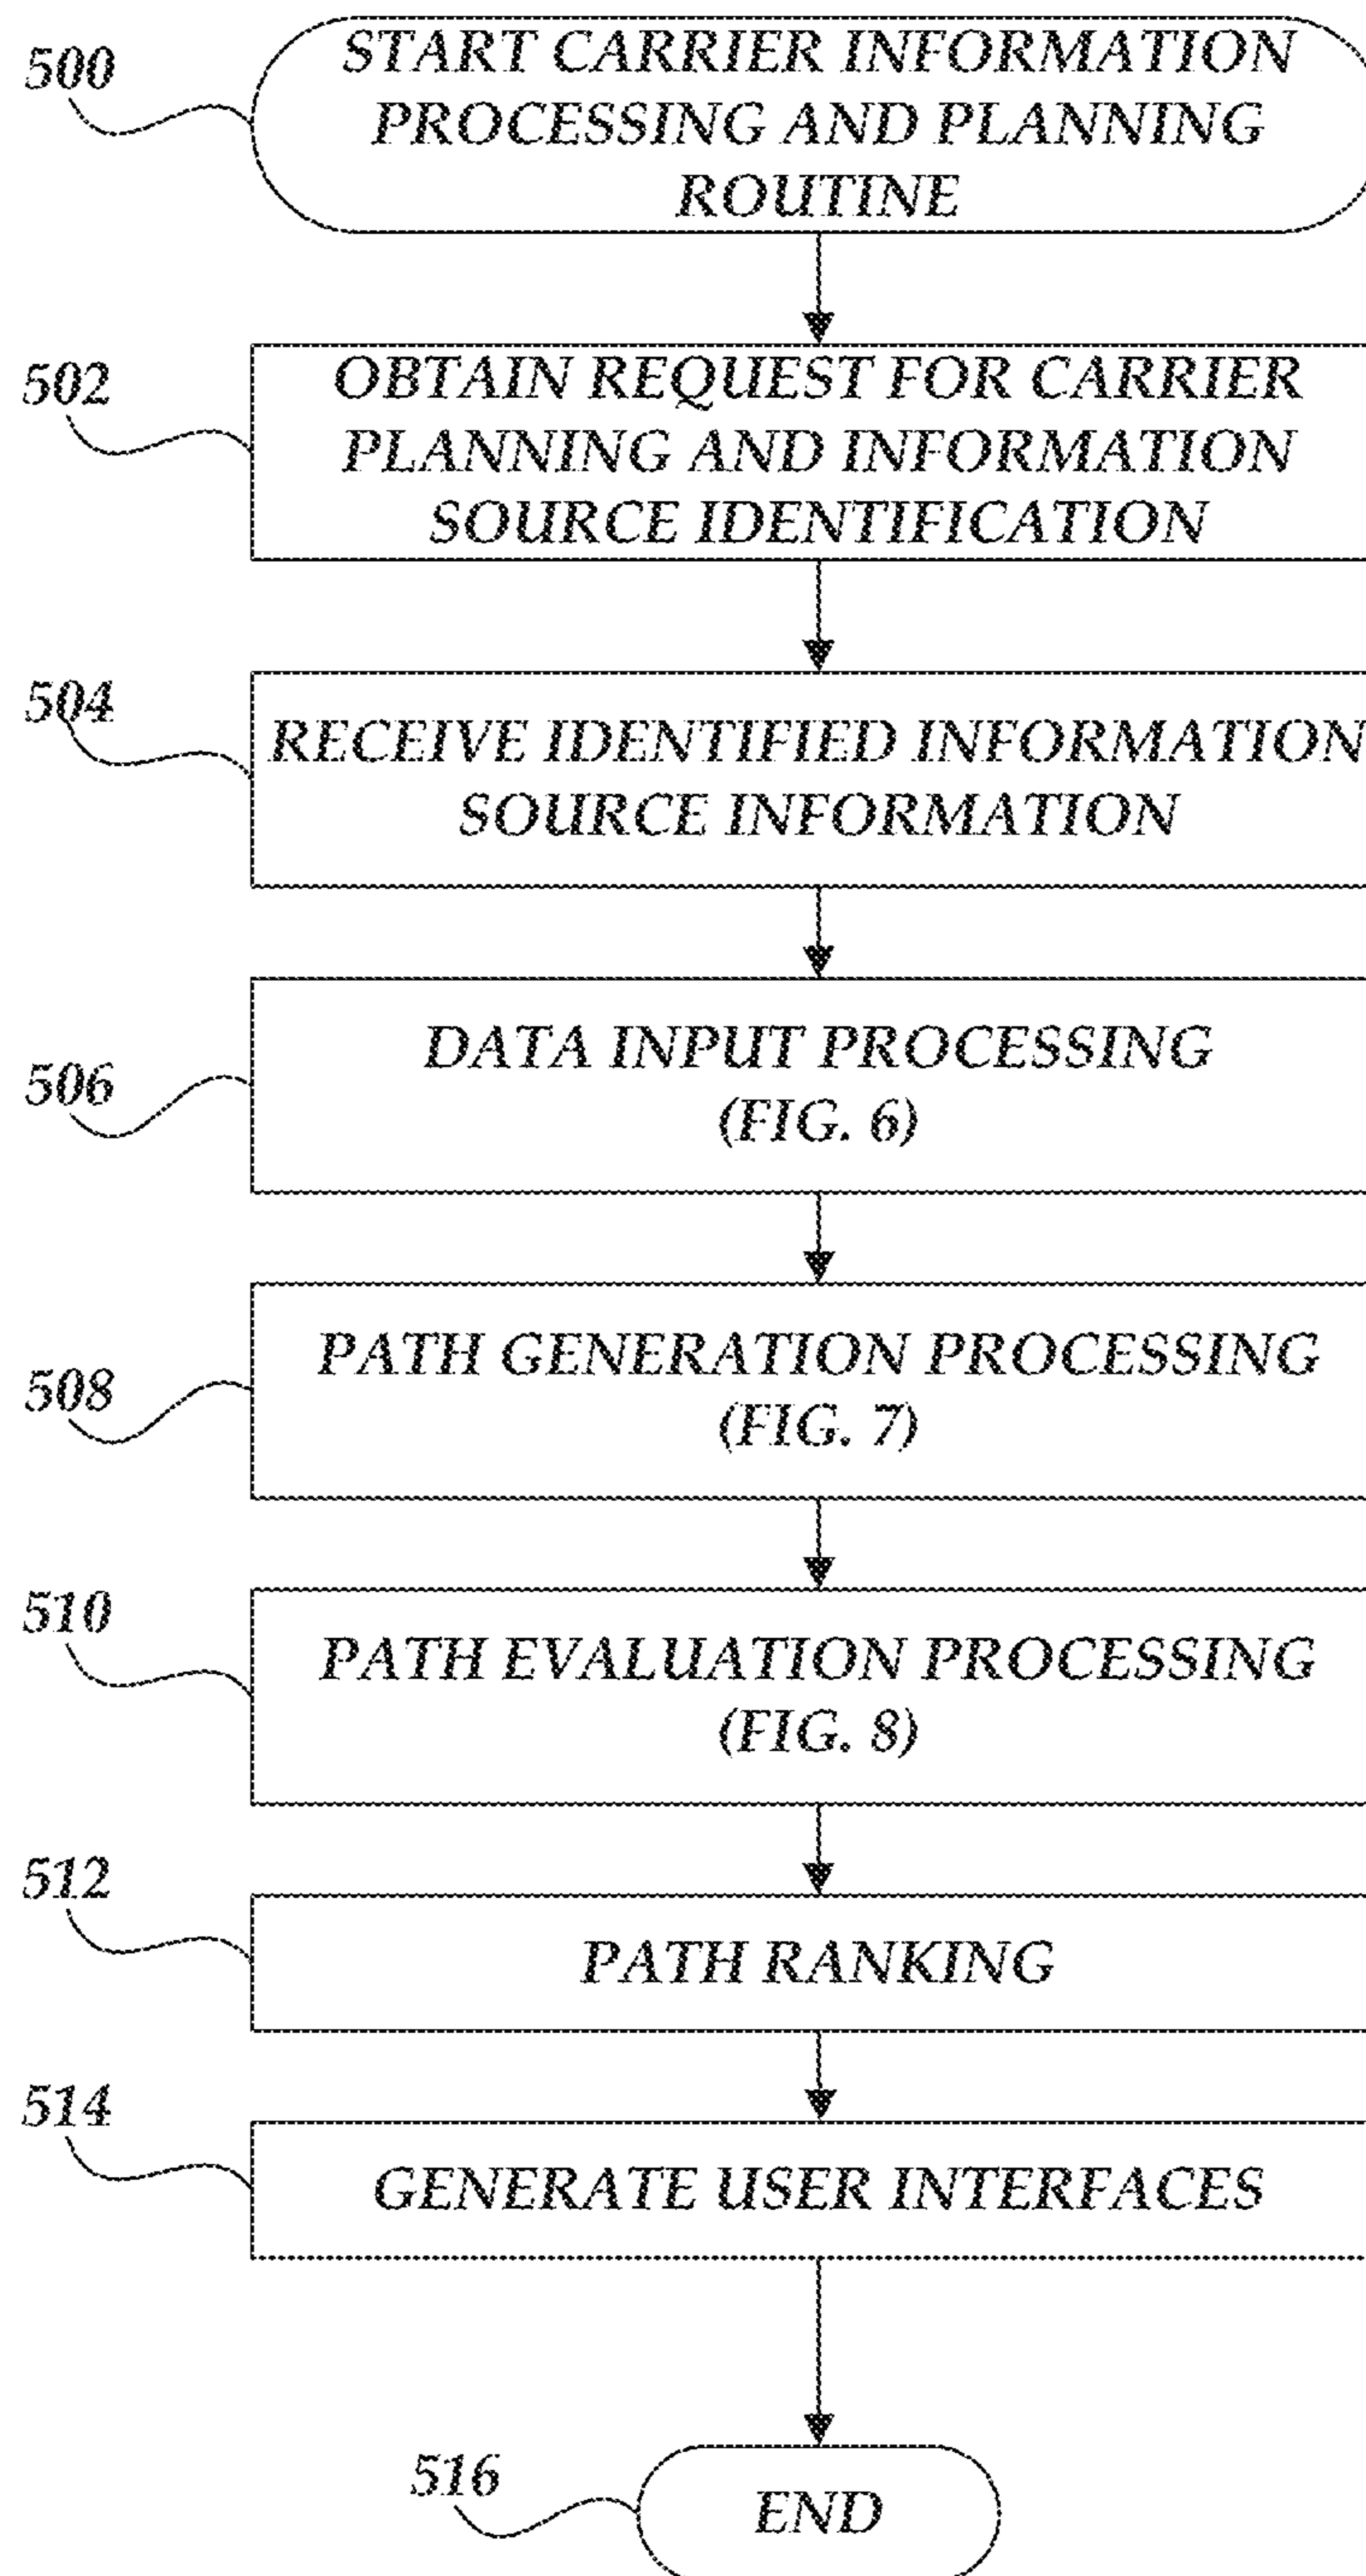 500
START CARRIER INFORMATION
PROCESSING AND PLANNING
ROUTINE
502
OBTAIN REQUEST FOR CARRIER
PLANNING AND INFORMATION
SOURCE IDENTIFICATION
504
RECEIVE IDENTIFIED INFORMATION
SOURCE INFORMATION
506
DATA INPUT PROCESSING
(FIG. 6)
508
PATH GENERATION PROCESSING
(FIG. 7)
510
PATH EVALUATION PROCESSING
(FIG. 8)
512
PATH RANKING
514
GENERATE USER INTERFACES
516
END